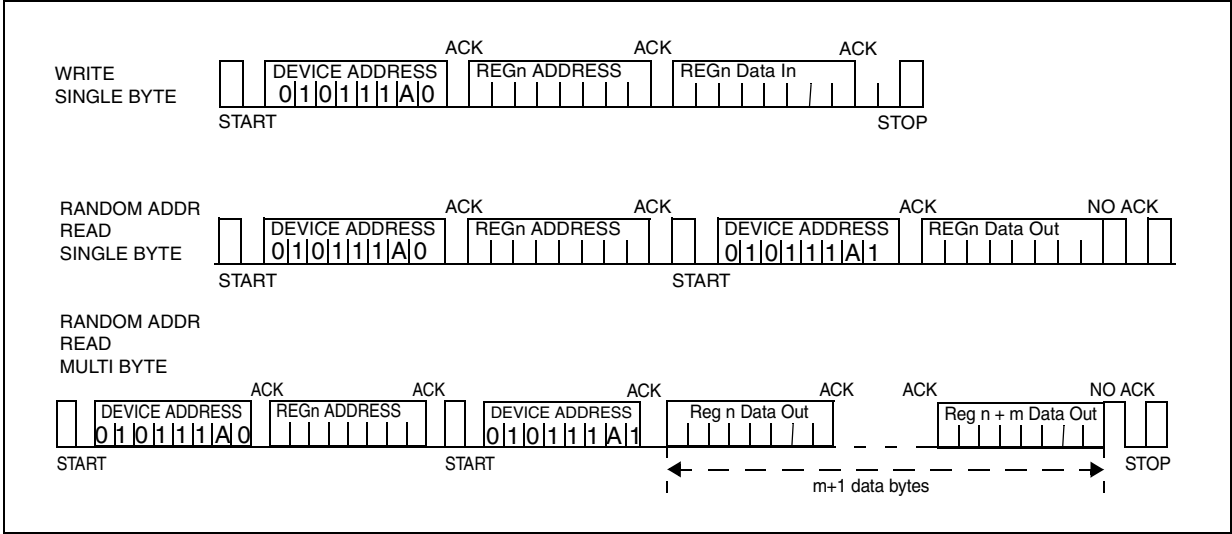 ACK ACK ACK
WRITE
SINGLE BYTE
DEVICE ADDRESS REGn ADDRESS REGn Data In
0 1 0 1 1 1 A 0
START STOP
RANDOM ADDR
READ
SINGLE BYTE
ACK ACK ACK NO ACK
DEVICE ADDRESS REGn ADDRESS DEVICE ADDRESS REGn Data Out
0 1 0 1 1 1 A 0 0 1 0 1 1 1 A 1
START START
RANDOM ADDR
READ
MULTI BYTE
ACK ACK ACK ACK ACK NO ACK
DEVICE ADDRESS REGn ADDRESS DEVICE ADDRESS Reg n Data Out Reg n + m Data Out
0 1 0 1 1 1 A 0 0 1 0 1 1 1 A 1
START START STOP
m+1 data bytes